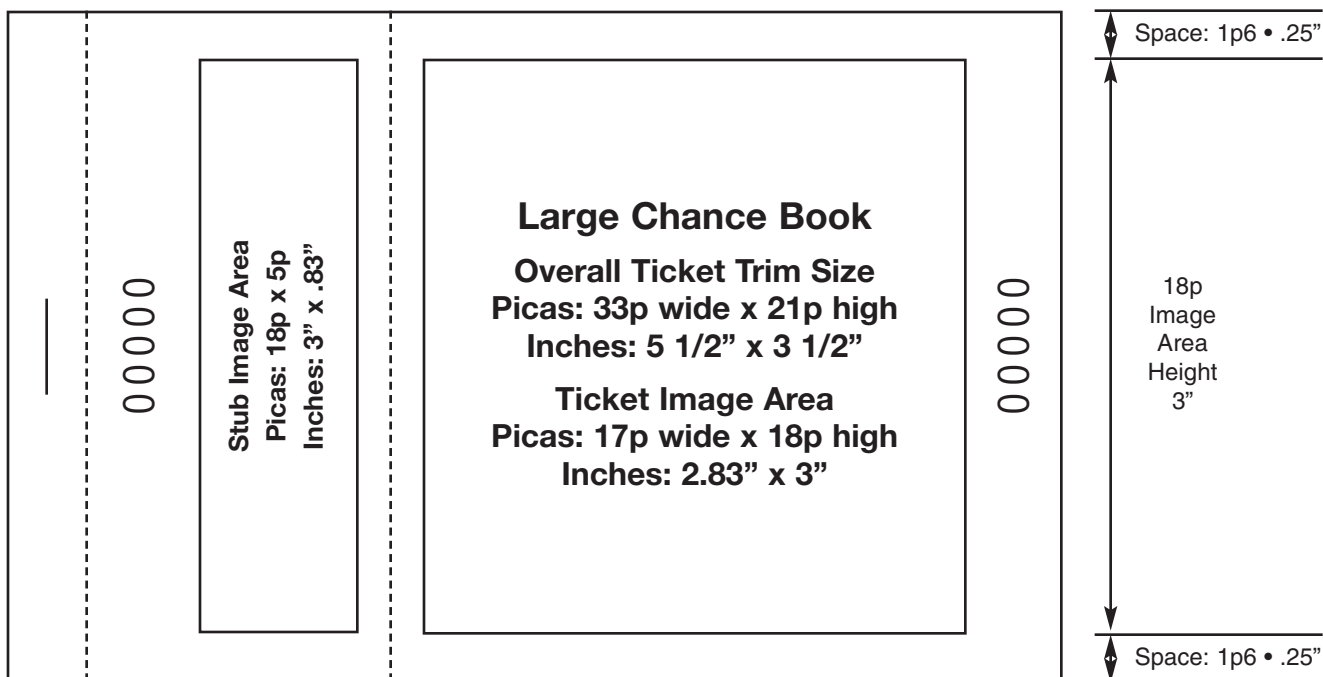 00000
Stub Image Area
Picas: 18p x 5p
Inches: 3” x .83”
Large Chance Book
Overall Ticket Trim Size
Picas: 33p wide x 21p high
Inches: 5 1/2” x 3 1/2”
Ticket Image Area
Picas: 17p wide x 18p high
Inches: 2.83” x 3”
00000
Space: 1p6 • .25”
18p
Image
Area
Height
3”
Space: 1p6 • .25”